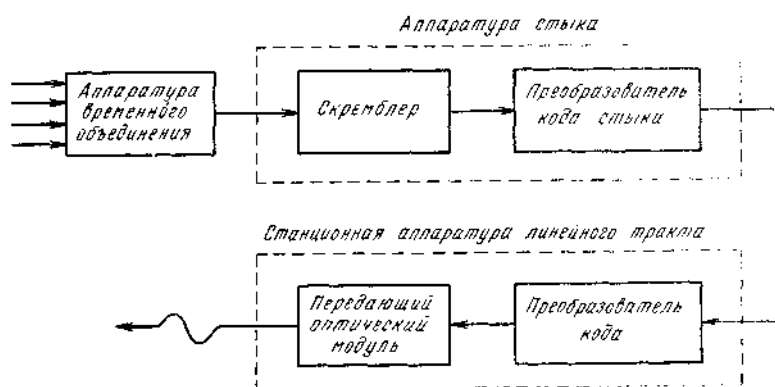 Аппаратура стыка
Аппаратура
временного
объединения
Скремблер
Преобразователь
кода стыка
Станционная аппаратура линейного тракта
Передающий
оптический
модуль
Преобразователь
кода